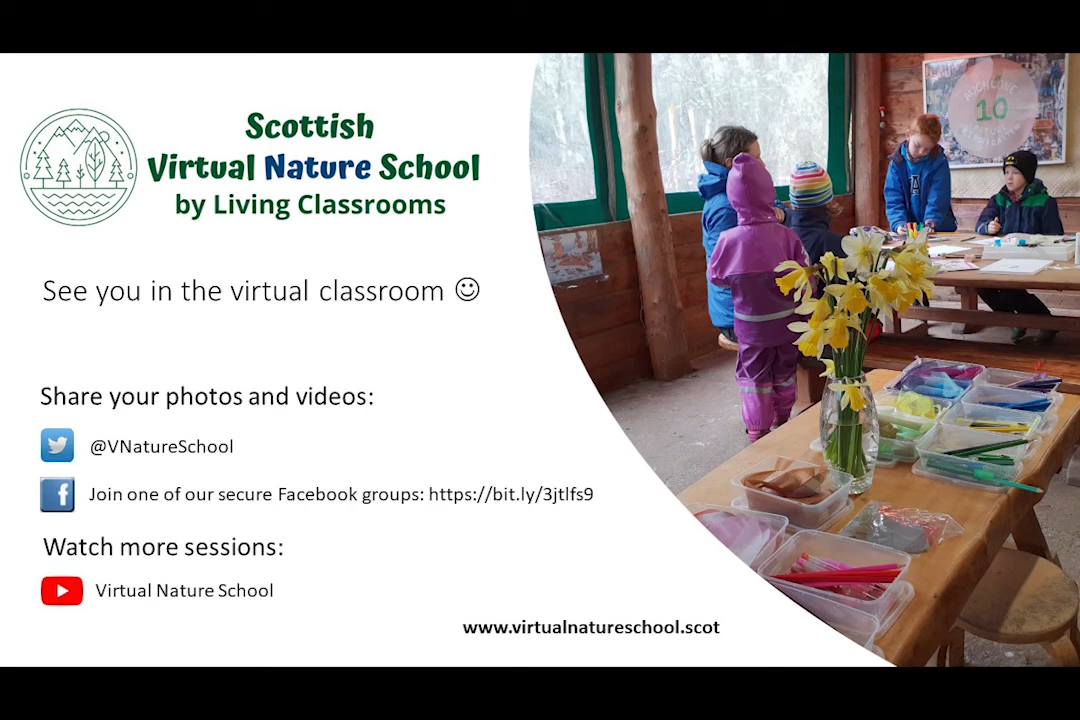 Scottish
Virtual Nature School
by Living Classrooms
See you in the virtual classroom ☺
Share your photos and videos:
@VNatureSchool
Join one of our secure Facebook groups: https://bit.ly/3jtlfs9
Watch more sessions:
Virtual Nature School
www.virtualnatureschool.scot
AUCHLONE
10